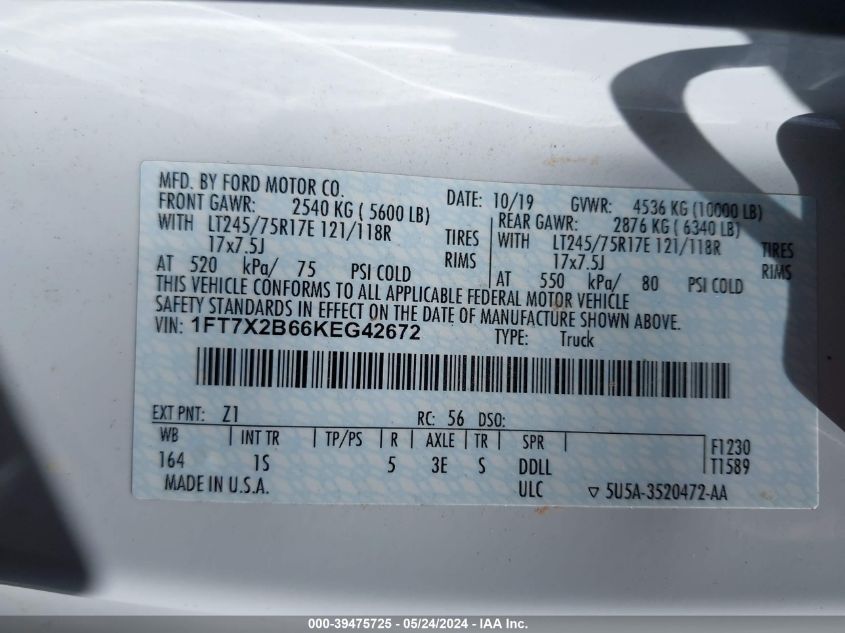 MFD. BY FORD MOTOR CO. DATE: 10/19 GVWR: 4536 KG (10000 LB)
FRONT GAWR: 2540 KG ( 5600 LB) REAR GAWR: 2876 KG ( 6340 LB)
WITH LT245/75R17E 121/118R TIRES WITH LT245/75R17E 121/118R TIRES
17x7.5J RIMS 17x7.5J RIMS
AT 520 kPa/ 75 PSI COLD AT 550 kPa/ 80 PSI COLD
THIS VEHICLE CONFORMS TO ALL APPLICABLE FEDERAL MOTOR VEHICLE
SAFETY STANDARDS IN EFFECT ON THE DATE OF MANUFACTURE SHOWN ABOVE.
VIN: 1FT7X2B66KEG42672 TYPE: Truck
EXT PNT: Z1 RC: 56 DSO:
WB INT TR TP/PS R AXLE TR SPR F1230
164 1S 5 3E S DDLL T1589
MADE IN U.S.A. ULC ▽ 5U5A-3520472-AA
000-39475725 - 05/24/2024 - IAA Inc.